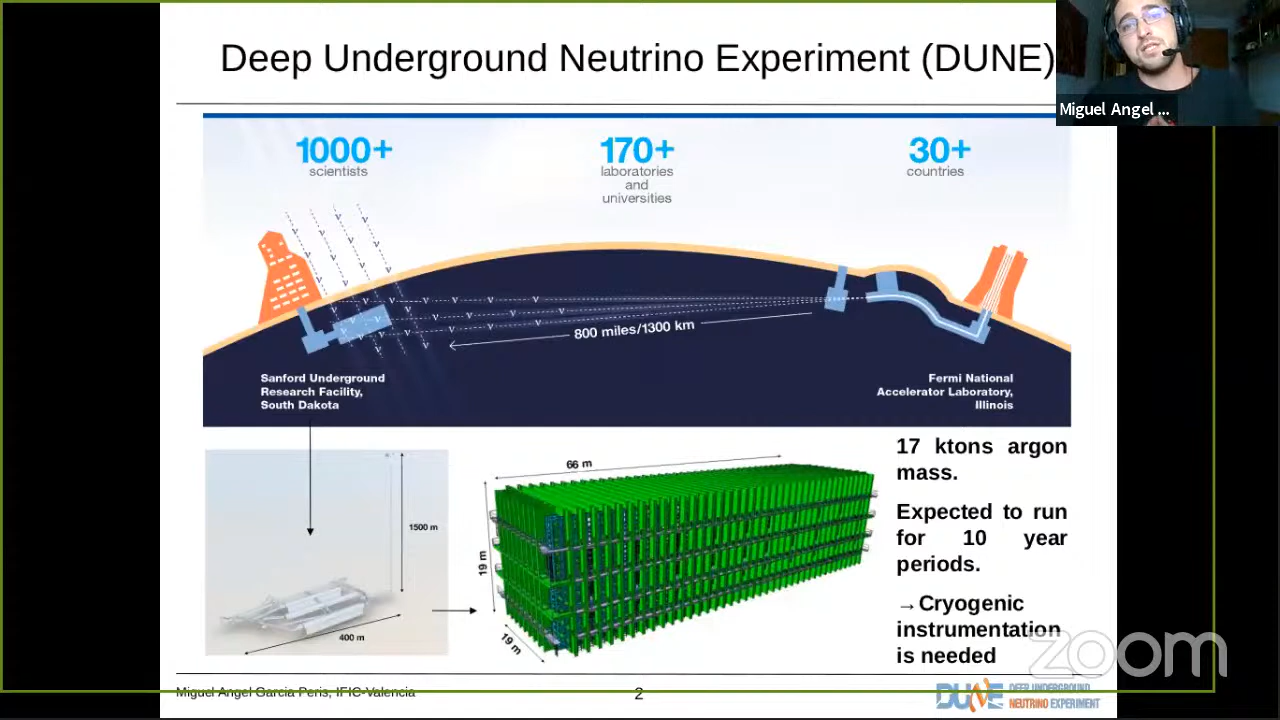 Deep Underground Neutrino Experiment (DUNE)
Miguel Angel ...
1000+
scientists
170+
laboratories
and
universities
30+
countries
800 miles/1300 km
Sanford Underground
Research Facility,
South Dakota
Fermi National
Accelerator Laboratory,
Illinois
1500 m
400 m
66 m
19 m
19 m
17 ktons argon
mass.
Expected to run
for 10 year
periods.
→Cryogenic
instrumentation
is needed
zoom
Miguel Angel Garcia Peris, IFIC-Valencia
2
DUNE
DEEP UNDERGROUND
NEUTRINO EXPERIMENT